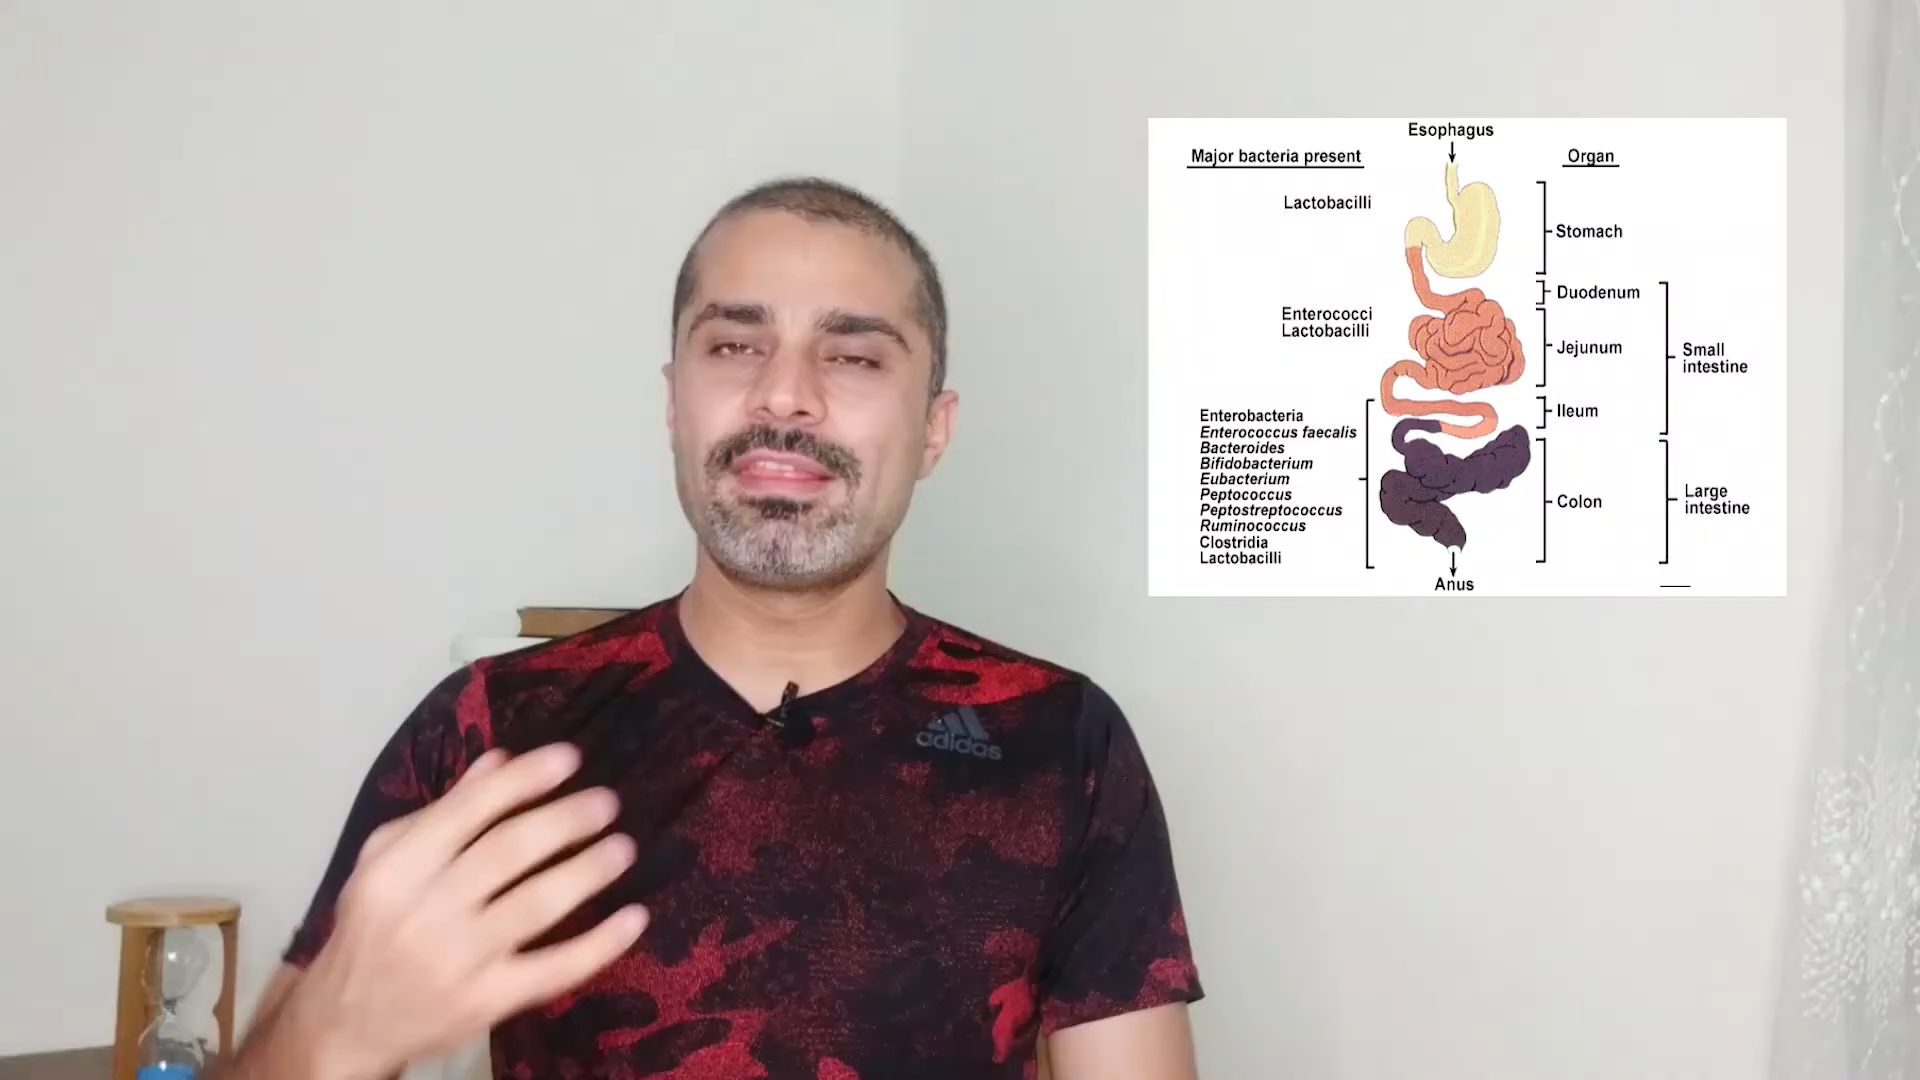 Esophagus
Major bacteria present
Organ
Lactobacilli
Stomach
Duodenum
Enterococci
Lactobacilli
Jejunum
Small
intestine
Ileum
Enterobacteria
Enterococcus faecalis
Bacteroides
Bifidobacterium
Eubacterium
Peptococcus
Peptostreptococcus
Ruminococcus
Clostridia
Lactobacilli
Colon
Large
intestine
Anus
adidas